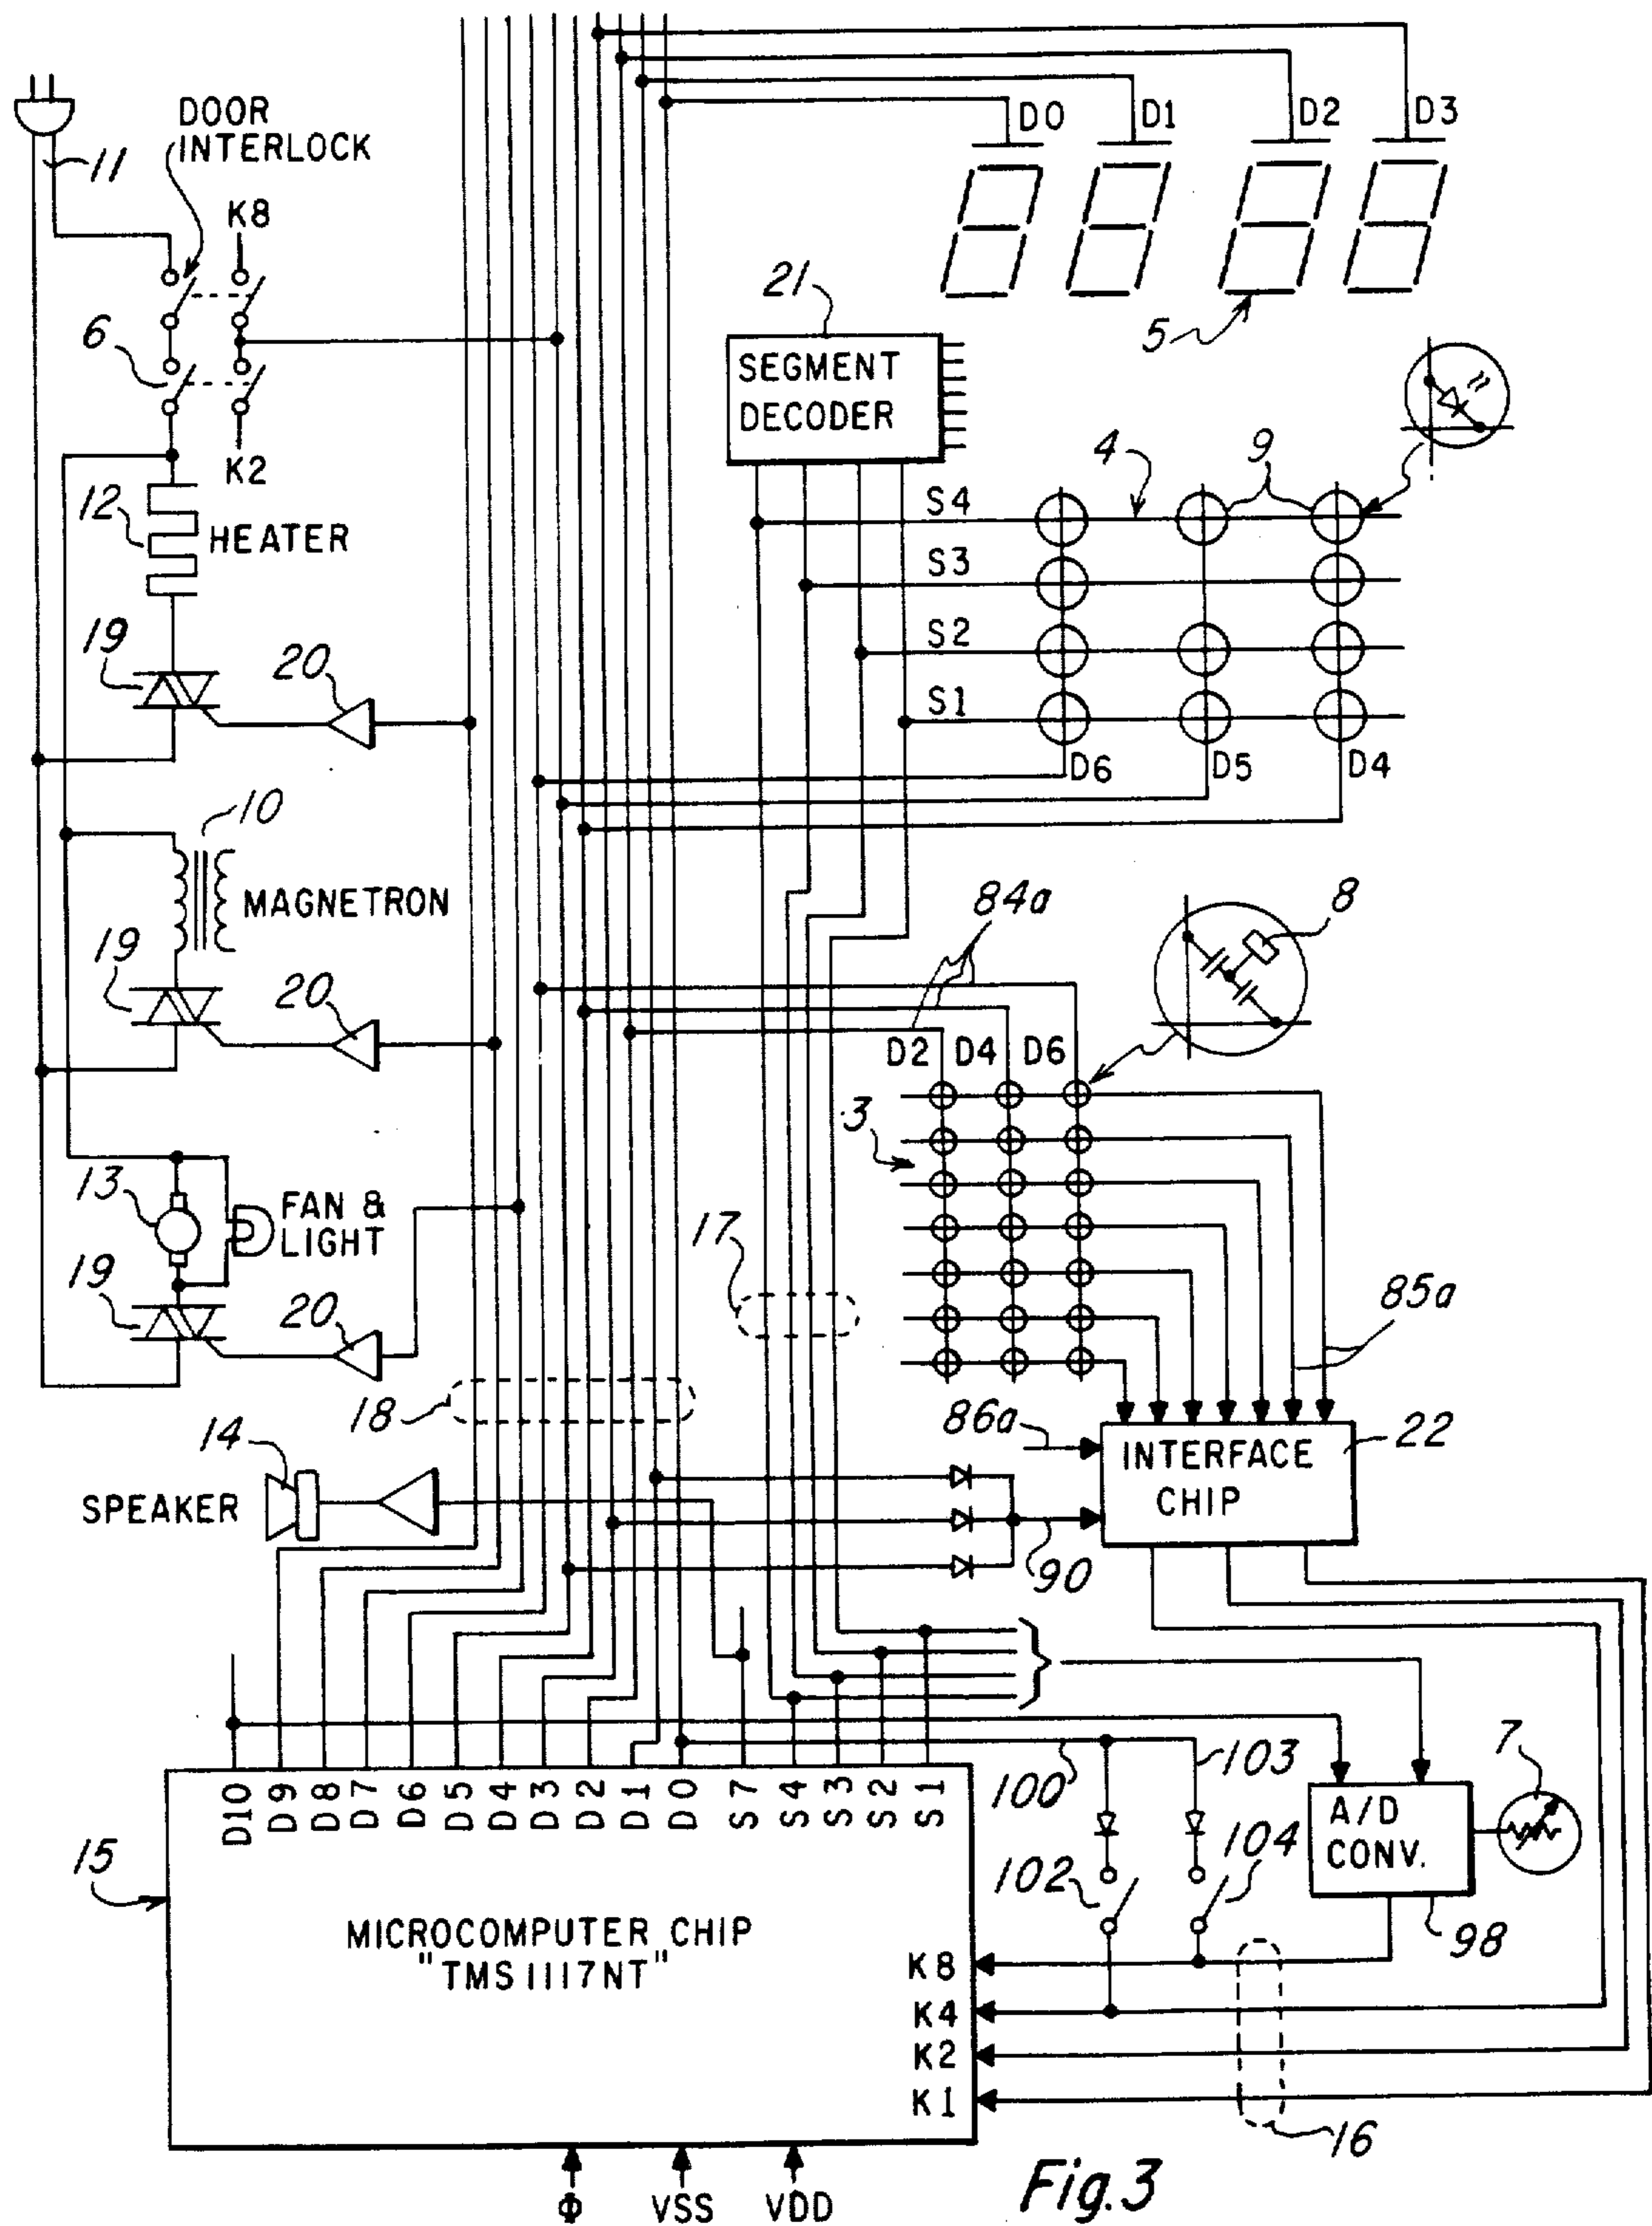 D0 D1 D2 D3
DOOR
INTERLOCK
11
K8
6
K2
5
21
SEGMENT
DECODER
12
HEATER
4
9
S4
S3
S2
S1
D6 D5 D4
19
20
10
MAGNETRON
19
20
84a
8
D2 D4 D6
3
13
FAN &
LIGHT
19
20
17
85a
18
86a
22
INTERFACE
CHIP
14
SPEAKER
90
D10 D9 D8 D7 D6 D5 D4 D3 D2 D1 D0 S7 S4 S3 S2 S1
100
103
7
A/D
CONV.
102
104
98
15
MICROCOMPUTER CHIP
"TMS1117NT"
K8
K4
K2
K1
16
Φ VSS VDD
Fig.3